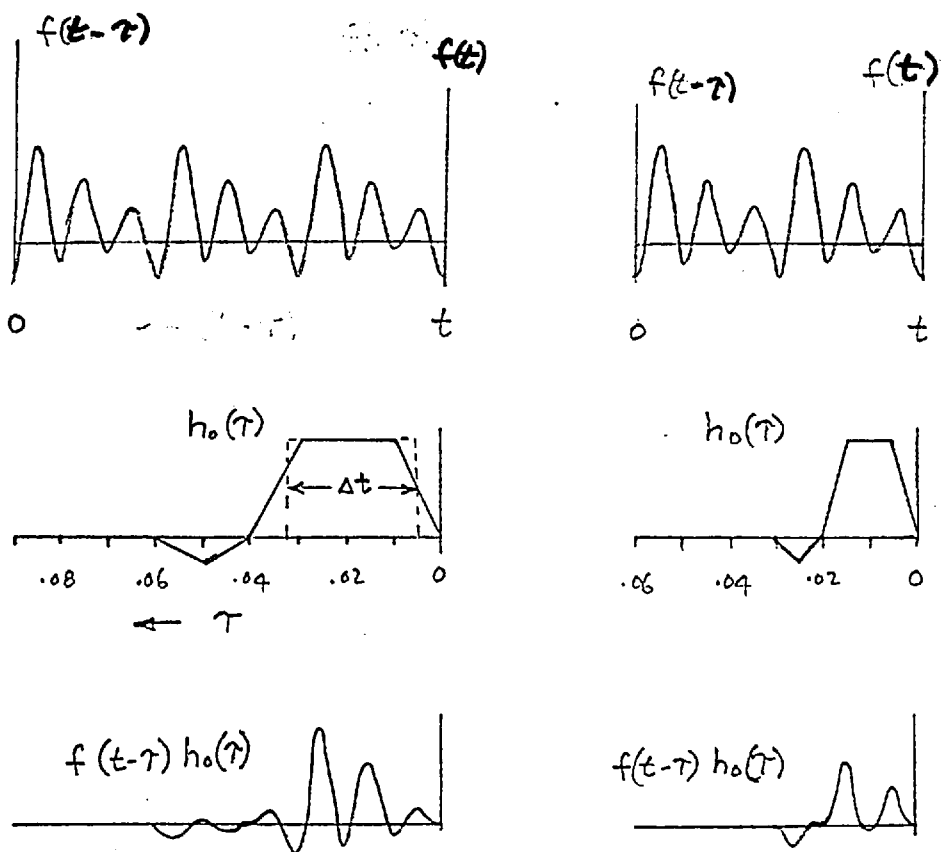 f(t-τ) f(t) f(t-τ) f(t)
0 t 0 t
h₀(τ) h₀(τ)
Δt
.08 .06 .04 .02 0 .06 .04 .02 0
← τ
f(t-τ) h₀(τ) f(t-τ) h₀(τ)